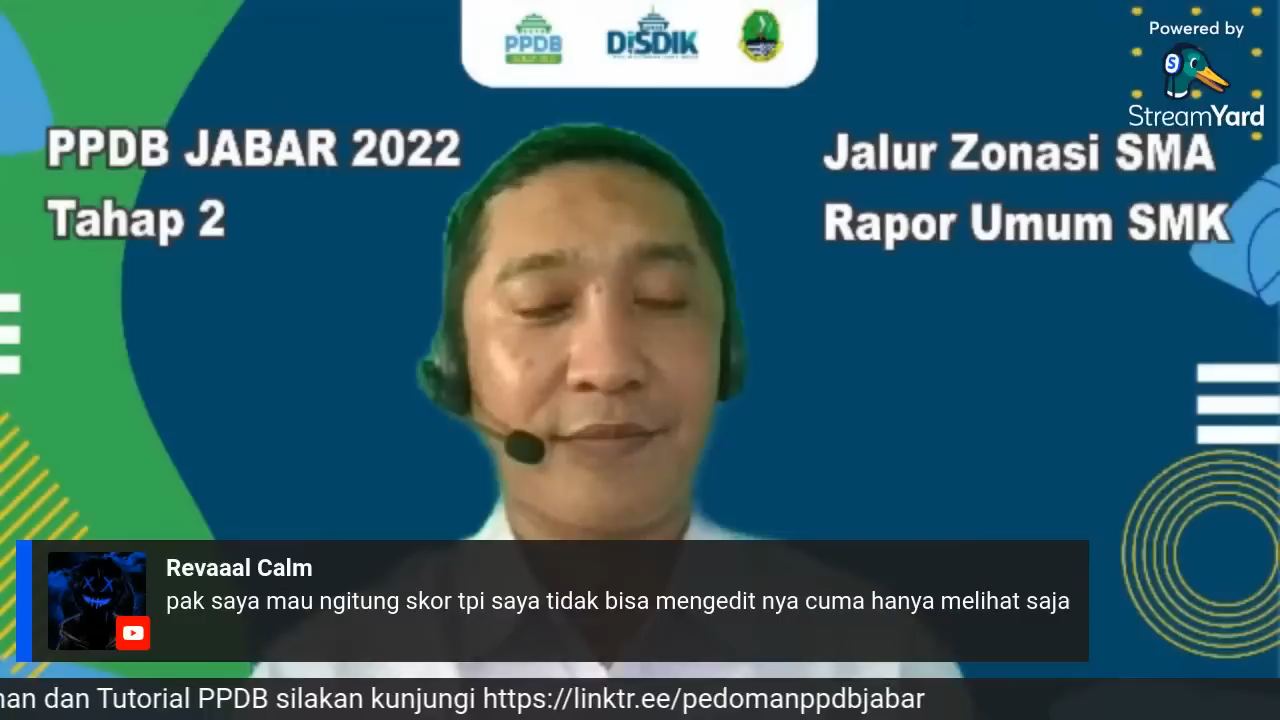 PPDB
DISDIK
Powered by
StreamYard
PPDB JABAR 2022
Tahap 2
Jalur Zonasi SMA
Rapor Umum SMK
Revaaal Calm
pak saya mau ngitung skor tpi saya tidak bisa mengedit nya cuma hanya melihat saja
dan Tutorial PPDB silakan kunjungi https://linktr.ee/pedomanppdbjabar